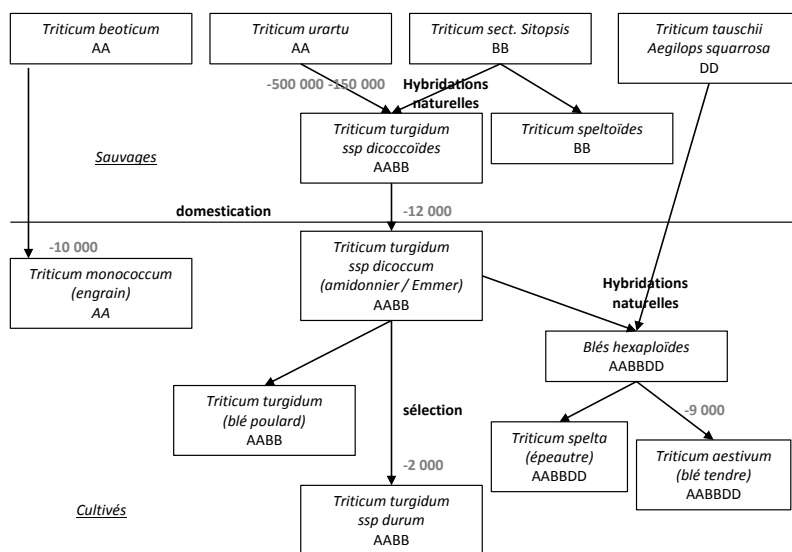 Triticum beoticum
AA
Triticum urartu
AA
Triticum sect. Sitopsis
BB
Triticum tauschii
Aegilops squarrosa
DD
-500 000 -150 000
Hybridations
naturelles
Triticum turgidum
ssp dicoccoïdes
AABB
Triticum speltoïdes
BB
Sauvages
domestication
-12 000
-10 000
Triticum monococcum
(engrain)
AA
Triticum turgidum
ssp dicoccum
(amidonnier / Emmer)
AABB
Hybridations
naturelles
Blés hexaploïdes
AABBDD
Triticum turgidum
(blé poulard)
AABB
sélection
-9 000
Triticum spelta
(épeautre)
AABBDD
Triticum aestivum
(blé tendre)
AABBDD
-2 000
Triticum turgidum
ssp durum
AABB
Cultivés